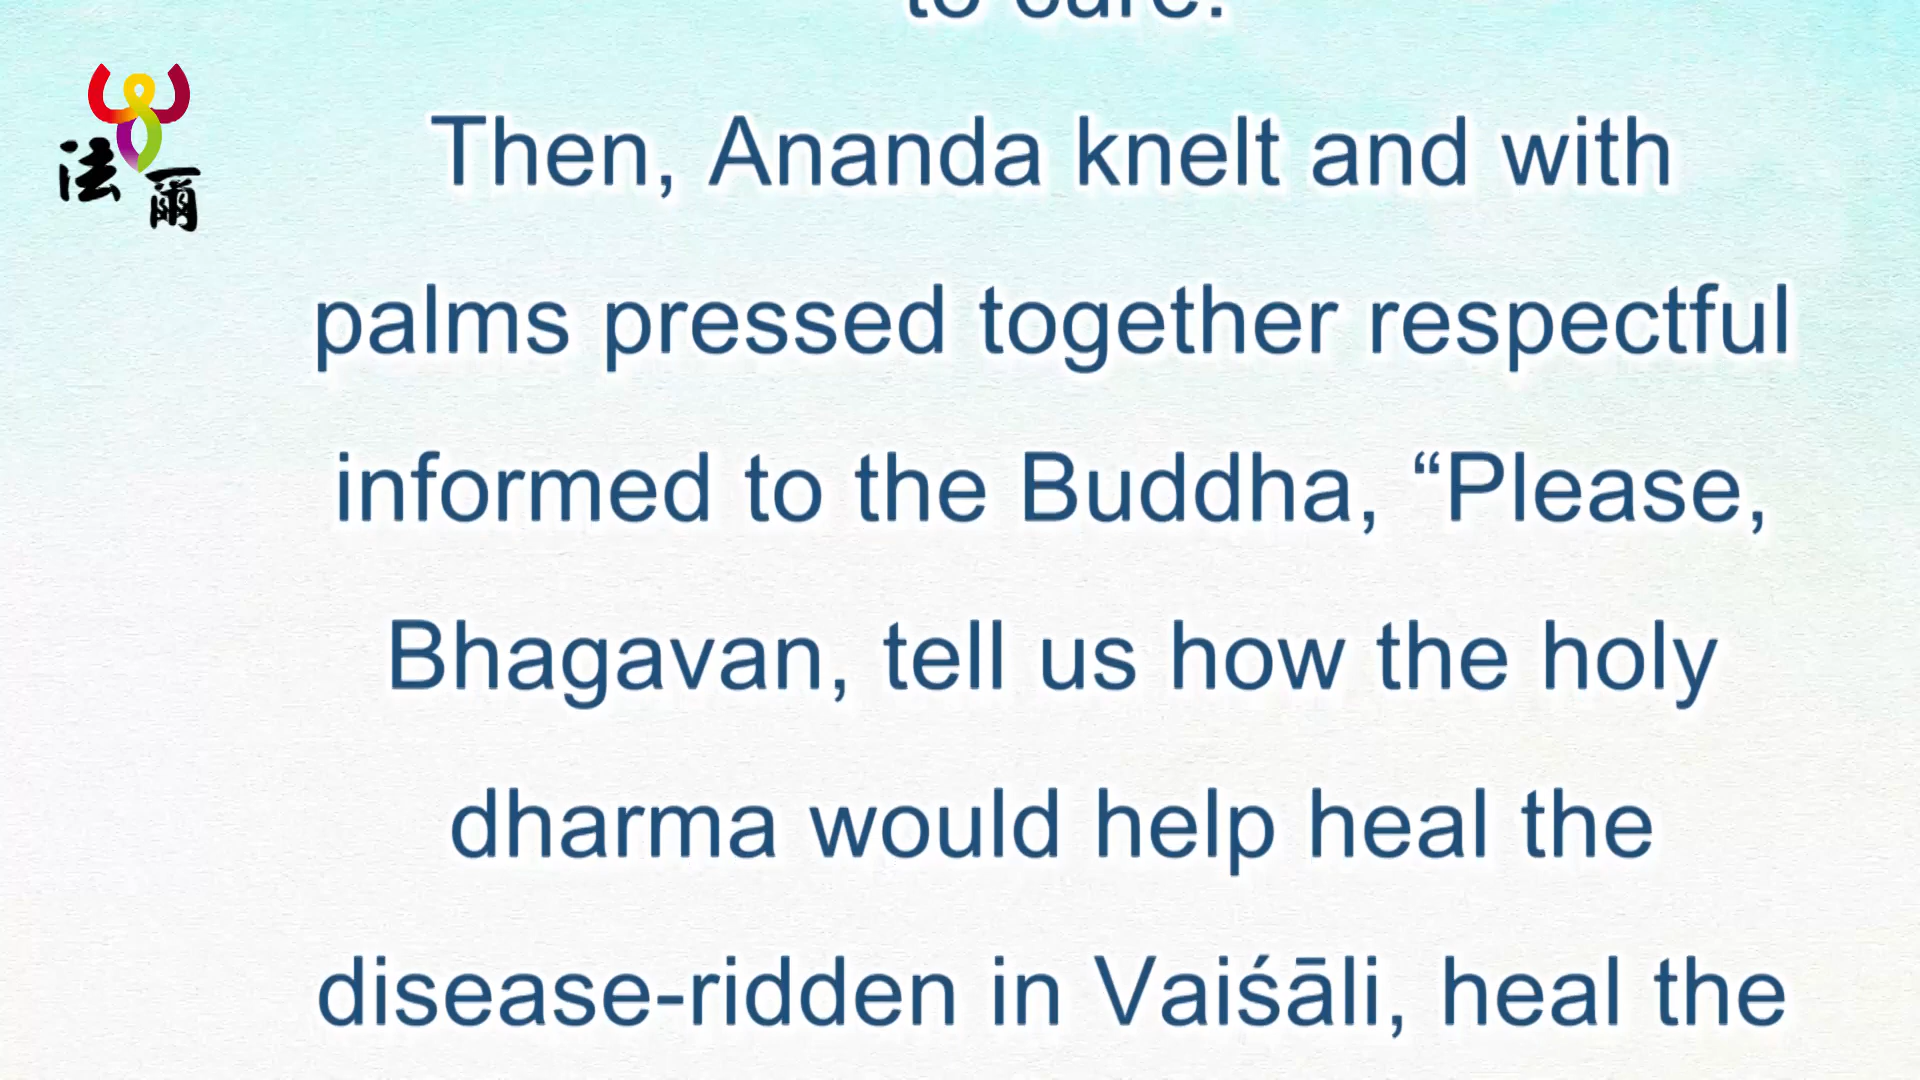 to cure.
法爾
Then, Ananda knelt and with
palms pressed together respectful
informed to the Buddha, “Please,
Bhagavan, tell us how the holy
dharma would help heal the
disease-ridden in Vaiśāli, heal the